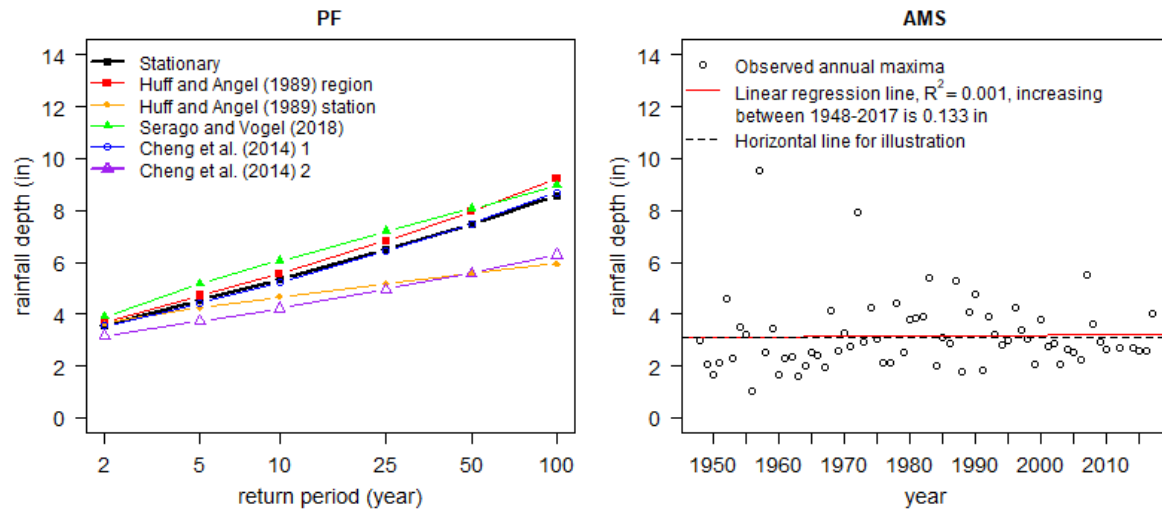 PF
14
12
10
8
6
4
2
0
rainfall depth (in)
Stationary
Huff and Angel (1989) region
Huff and Angel (1989) station
Serago and Vogel (2018)
Cheng et al. (2014) 1
Cheng et al. (2014) 2
2 5 10 25 50 100
return period (year)
AMS
14
12
10
8
6
4
2
0
rainfall depth (in)
Observed annual maxima
Linear regression line, R² = 0.001, increasing
between 1948-2017 is 0.133 in
Horizontal line for illustration
1950 1960 1970 1980 1990 2000 2010
year